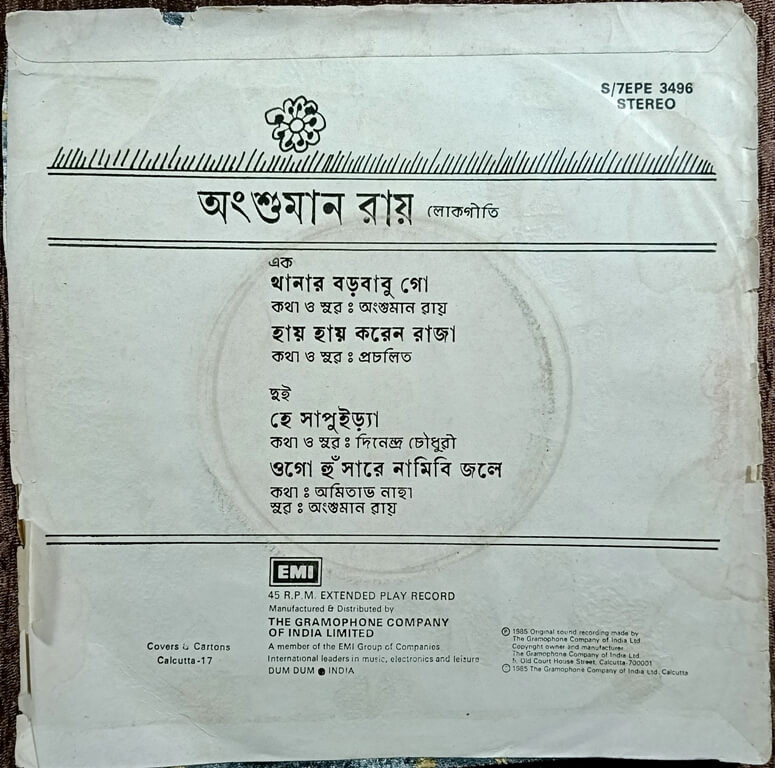 S/7EPE 3496
STEREO
অংশুমান রায় লোকগীতি
এক
থানার বড়বাবু গো
কথা ও সুর : অংশুমান রায়
হায় হায় করেন রাজা
কথা ও সুর : প্রচলিত
দুই
হে সাপুইড়্যা
কথা ও সুর : দিনেন্দ্র চৌধুরী
ওগো হুঁসারে নামিবি জলে
কথা : অমিতাভ নাহা
সুর : অংশুমান রায়
EMI
45 R.P.M. EXTENDED PLAY RECORD
Manufactured & Distributed by
THE GRAMOPHONE COMPANY
OF INDIA LIMITED
A member of the EMI Group of Companies
International leaders in music, electronics and leisure
DUM DUM ● INDIA
Covers & Cartons
Calcutta-17
℗ 1985 Original sound recording made by
The Gramophone Company of India Ltd.
Copyright owner and manufacturer
The Gramophone Company of India Ltd.
5, Old Court House Street, Calcutta-700001
© 1985 The Gramophone Company of India Ltd. Calcutta